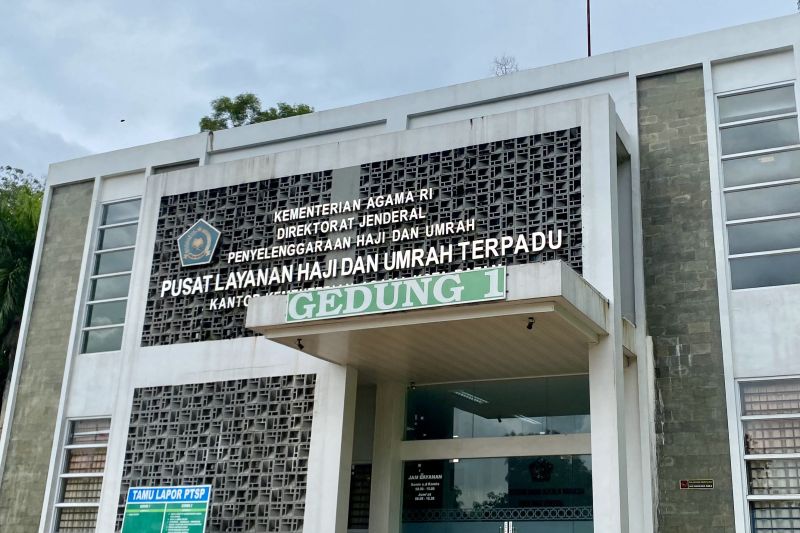 KEMENTERIAN AGAMA RI
DIREKTORAT JENDERAL
PENYELENGGARAAN HAJI DAN UMRAH
PUSAT LAYANAN HAJI DAN UMRAH TERPADU
KANTOR
GEDUNG 1
JAM LAYANAN
TAMU LAPOR PTSP